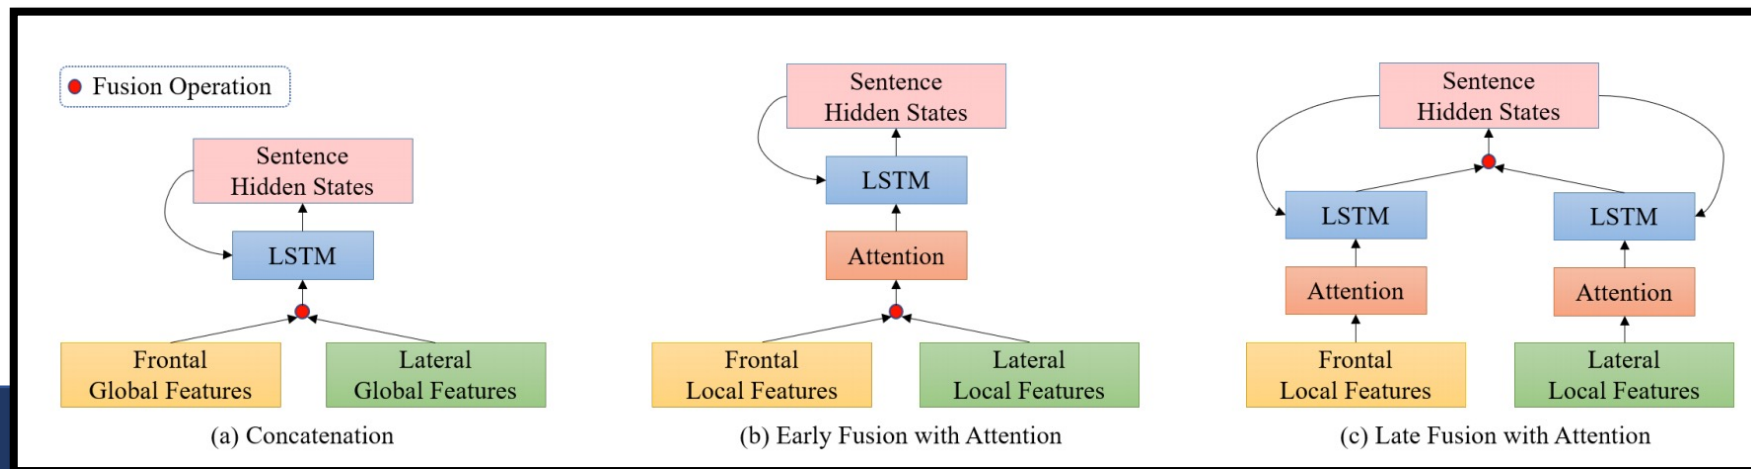 Fusion Operation
Sentence
Hidden States
LSTM
Frontal
Global Features
Lateral
Global Features
(a) Concatenation
Sentence
Hidden States
LSTM
Attention
Frontal
Local Features
Lateral
Local Features
(b) Early Fusion with Attention
Sentence
Hidden States
LSTM
LSTM
Attention
Attention
Frontal
Local Features
Lateral
Local Features
(c) Late Fusion with Attention